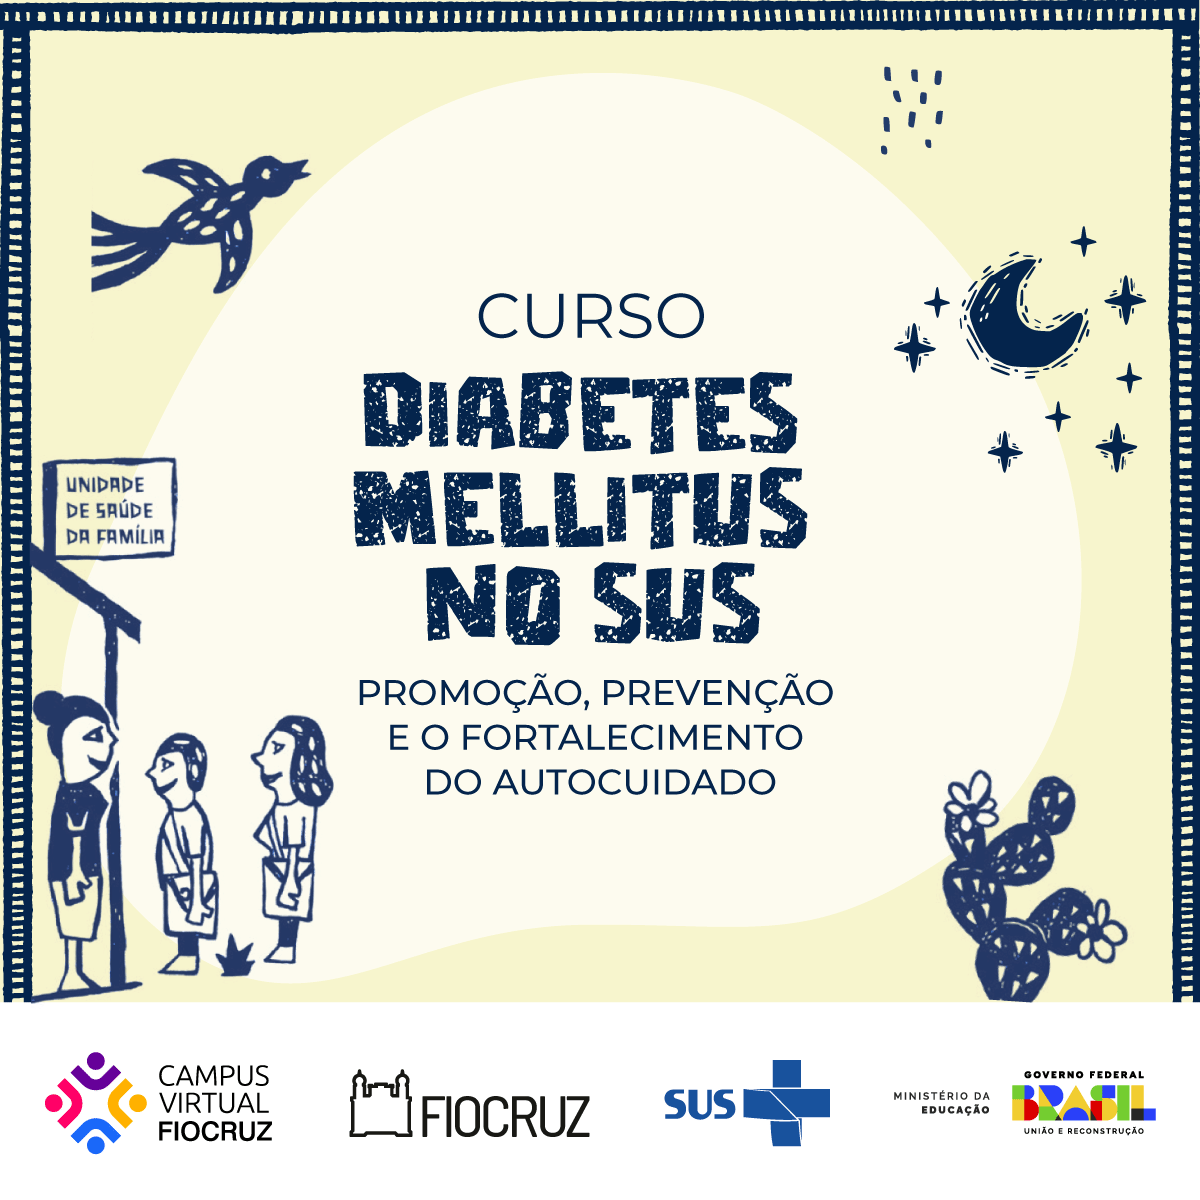 CURSO
DIABETES
MELLITUS
NO SUS
PROMOÇÃO, PREVENÇÃO
E O FORTALECIMENTO
DO AUTOCUIDADO
UNIDADE
DE SAÚDE
DA FAMÍLIA
CAMPUS
VIRTUAL
FIOCRUZ
FIOCRUZ
SUS
MINISTÉRIO DA
EDUCAÇÃO
GOVERNO FEDERAL
BRASIL
UNIÃO E RECONSTRUÇÃO